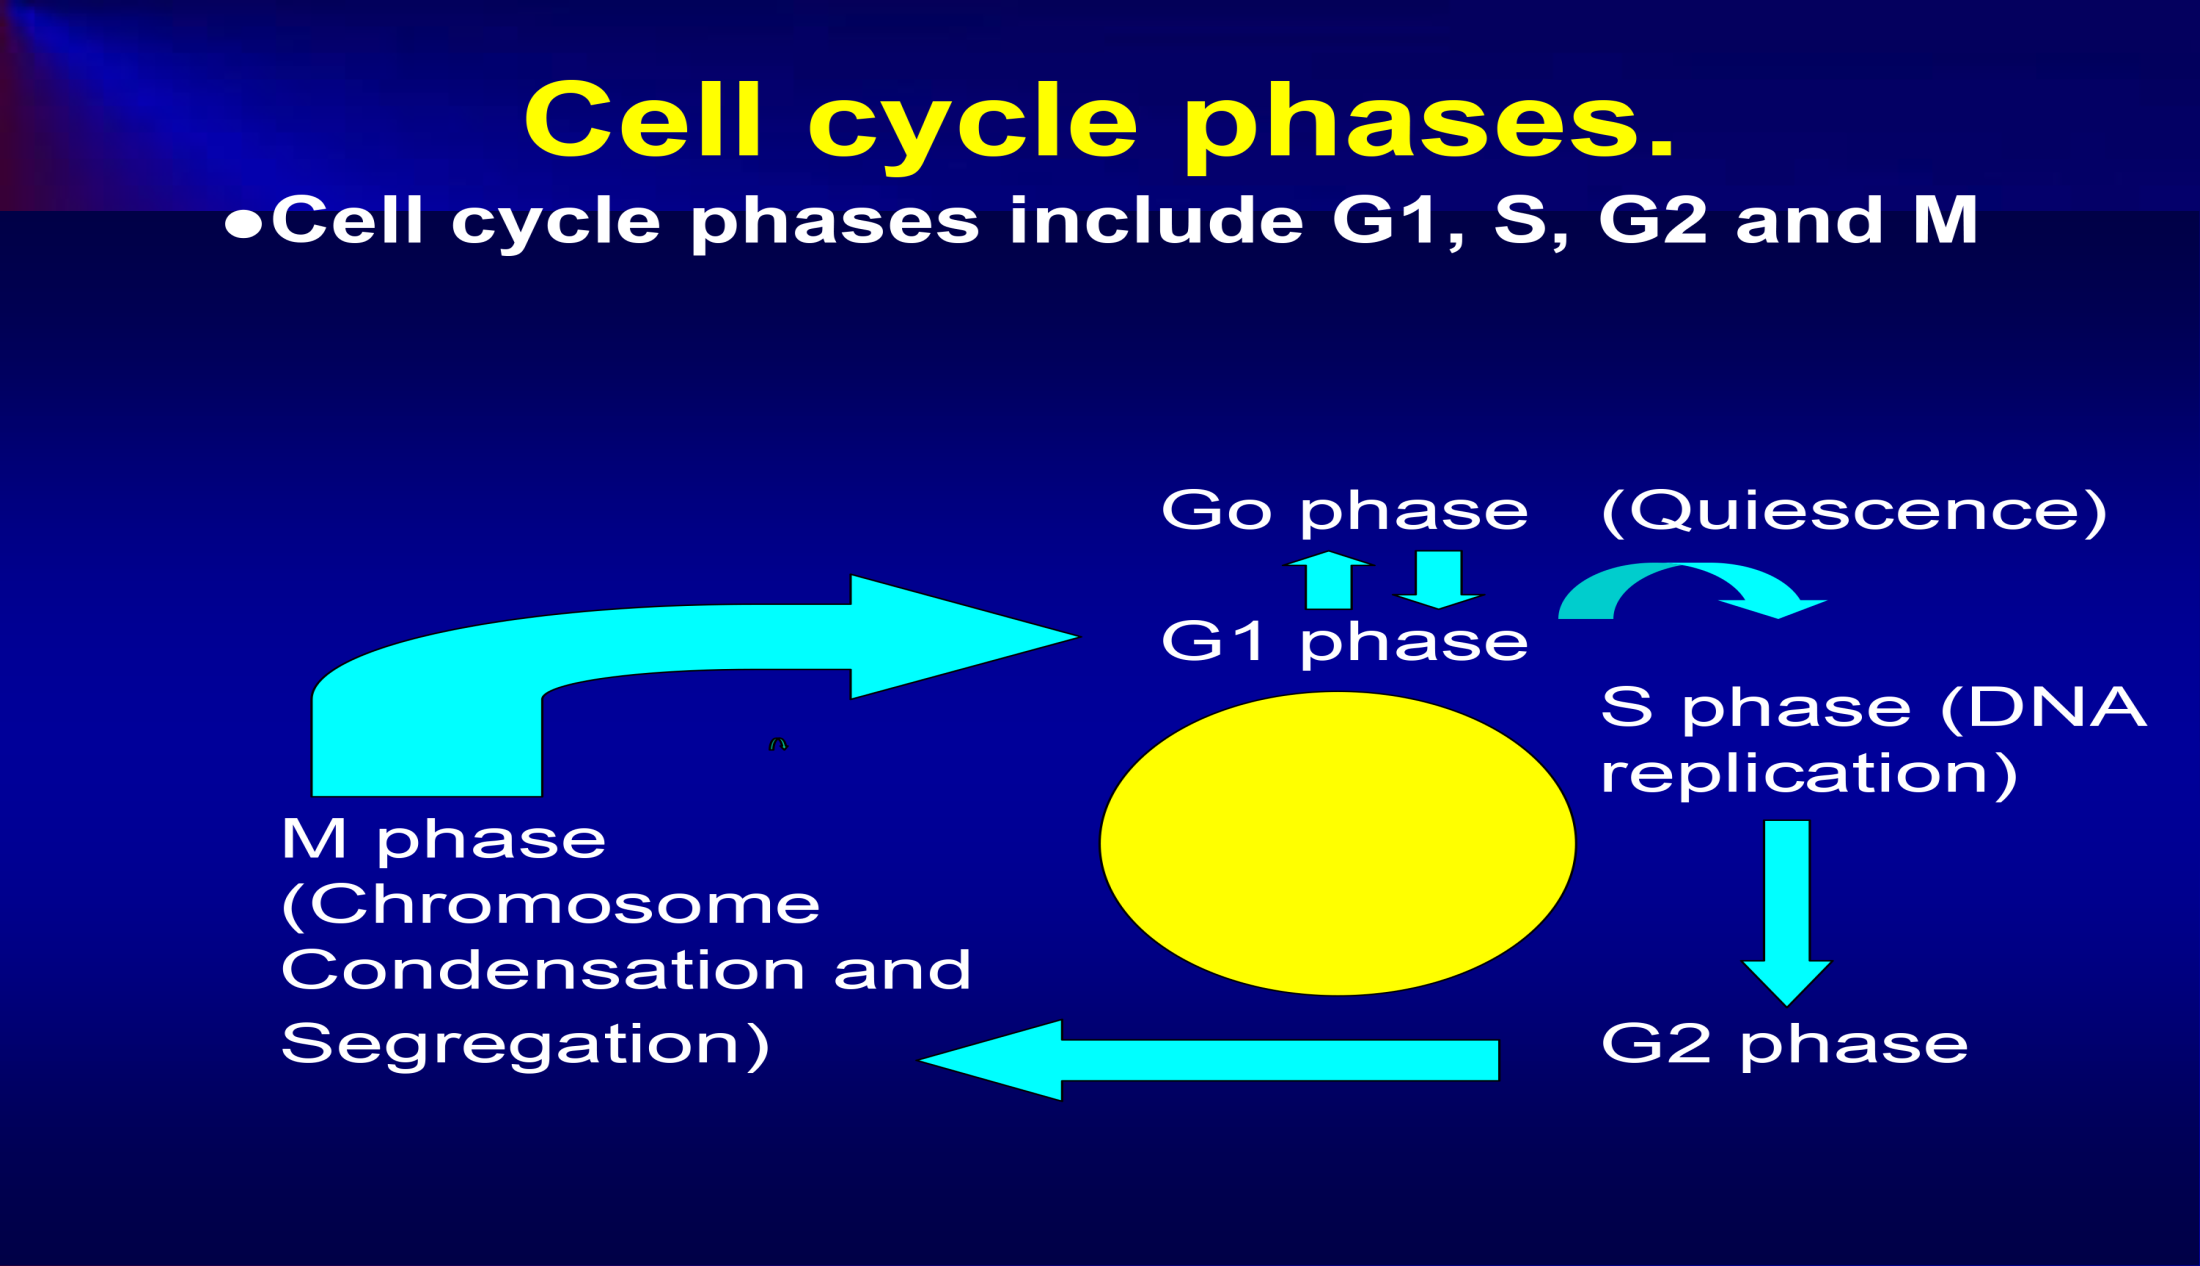 Cell cycle phases.
●Cell cycle phases include G1, S, G2 and M
Go phase (Quiescence)
G1 phase
S phase (DNA
replication)
M phase
(Chromosome
Condensation and
Segregation)
G2 phase